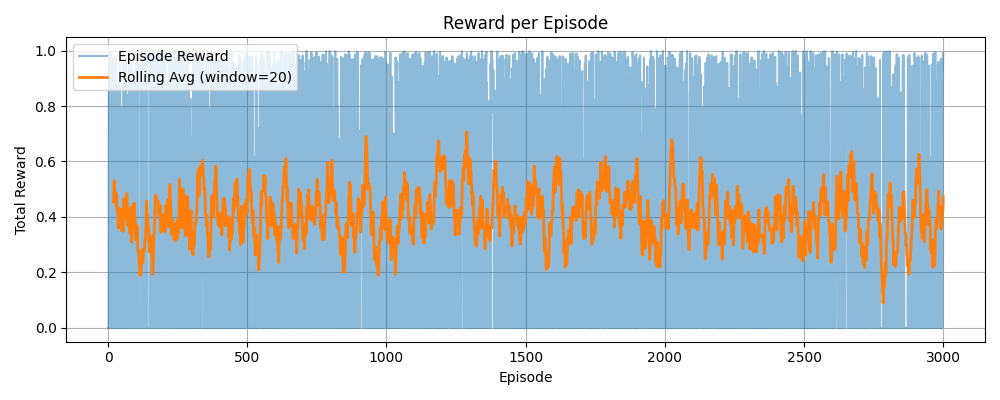 Reward per Episode
Episode Reward
Rolling Avg (window=20)
Total Reward
1.0
0.8
0.6
0.4
0.2
0.0
0
500
1000
1500
2000
2500
3000
Episode